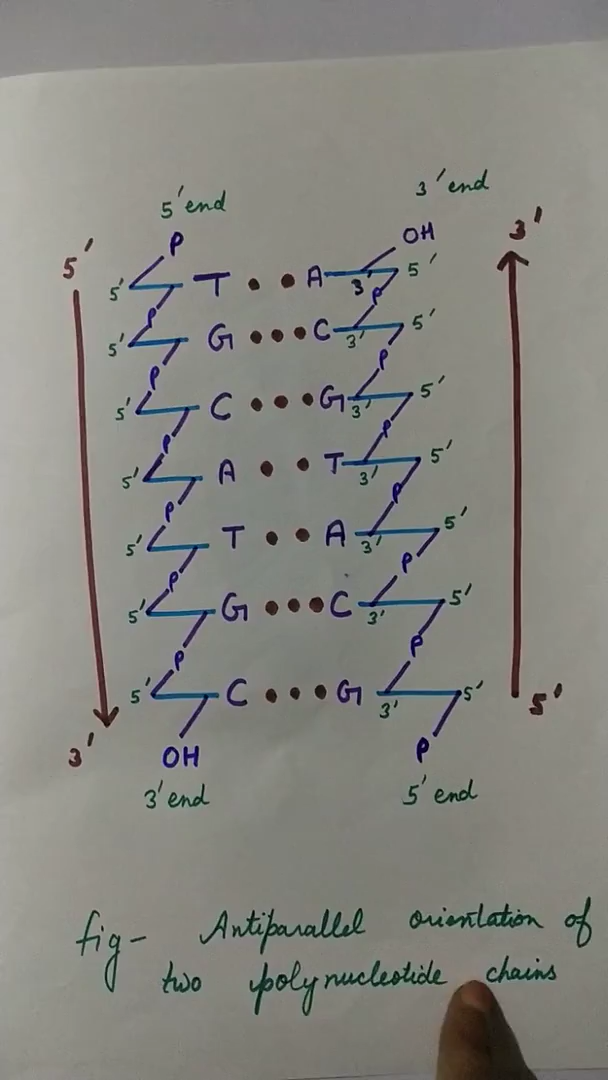 5' end 3' end
P OH
5' 3'
5' T • • A 3' 5'
P P
5' G • • • C 3' 5'
P P
5' C • • • G 3' 5'
P P
5' A • • T 3' 5'
P P
5' T • • A 3' 5'
P P
5' G • • • C 3' 5'
P P
5' C • • • G 3' 5'
3' OH P 5'
3' end 5' end
fig- Antiparallel orientation of
two polynucleotide chains